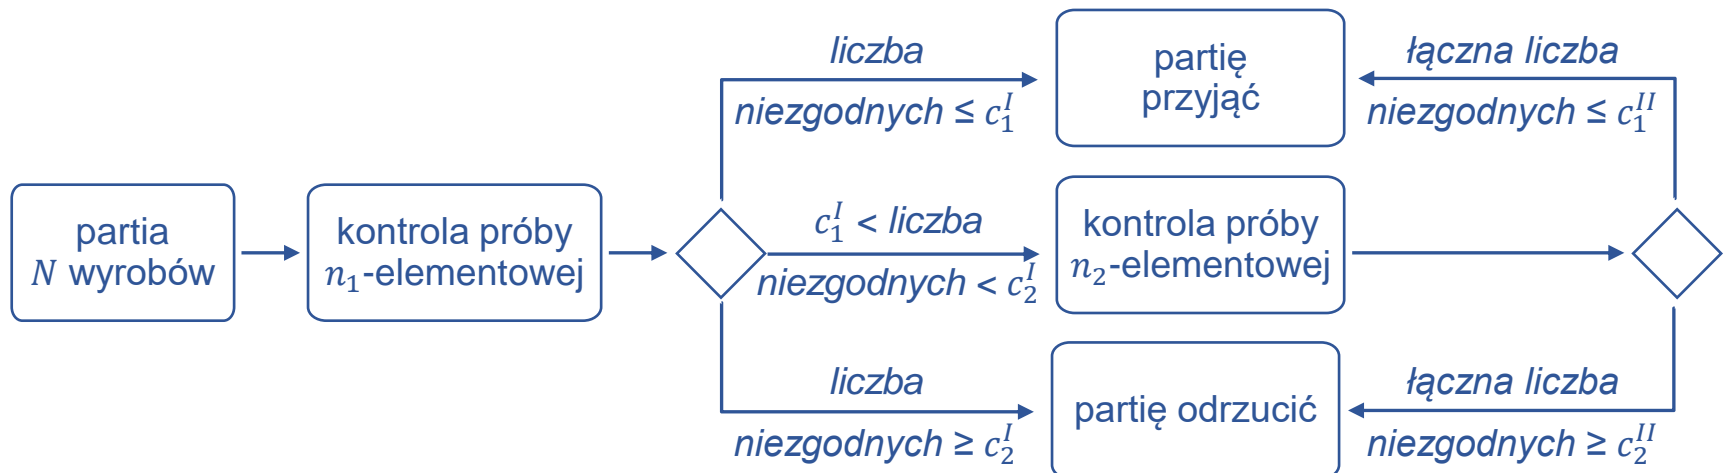 partia
N wyrobów
kontrola próby
n₁-elementowej
liczba
niezgodnych ≤ c₁ᴵ
c₁ᴵ < liczba
niezgodnych < c₂ᴵ
liczba
niezgodnych ≥ c₂ᴵ
partię
przyjąć
kontrola próby
n₂-elementowej
partię odrzucić
łączna liczba
niezgodnych ≤ c₁ᴵᴵ
łączna liczba
niezgodnych ≥ c₂ᴵᴵ